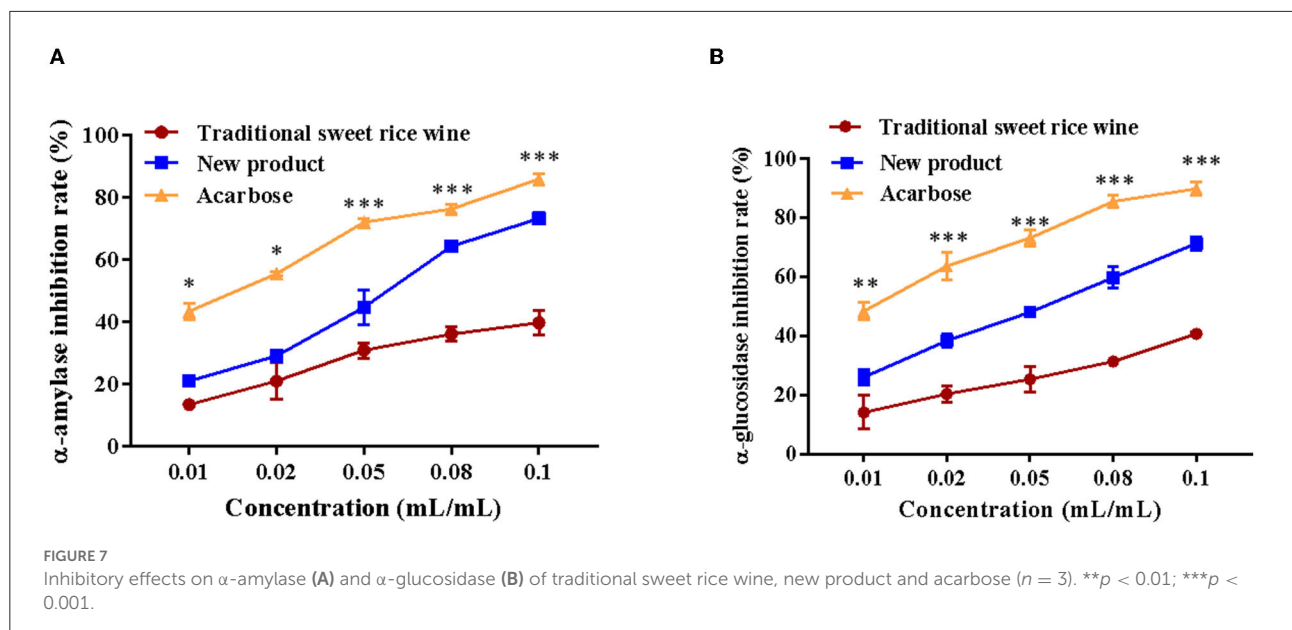 A
Traditional sweet rice wine
New product
Acarbose
α-amylase inhibition rate (%)
100
80
60
40
20
0
*
*
***
***
***
0.01 0.02 0.05 0.08 0.1
Concentration (mL/mL)
B
Traditional sweet rice wine
New product
Acarbose
α-glucosidase inhibition rate (%)
100
80
60
40
20
0
**
***
***
***
***
0.01 0.02 0.05 0.08 0.1
Concentration (mL/mL)
FIGURE 7
Inhibitory effects on α-amylase (A) and α-glucosidase (B) of traditional sweet rice wine, new product and acarbose (n = 3). **p < 0.01; ***p <
0.001.